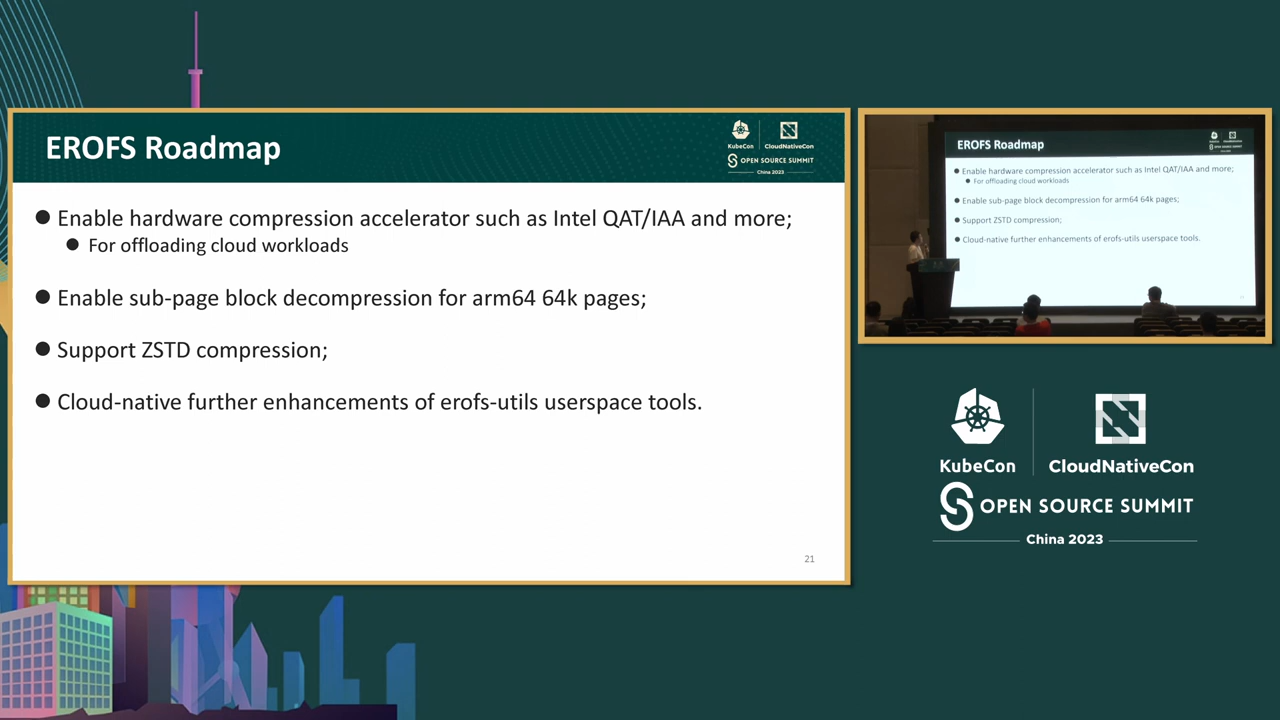 EROFS Roadmap
KubeCon
CloudNativeCon
OPEN SOURCE SUMMIT
China 2023
● Enable hardware compression accelerator such as Intel QAT/IAA and more;
● For offloading cloud workloads
● Enable sub-page block decompression for arm64 64k pages;
● Support ZSTD compression;
● Cloud-native further enhancements of erofs-utils userspace tools.
21
EROFS Roadmap
● Enable hardware compression accelerator such as Intel QAT/IAA and more;
● For offloading cloud workloads
● Enable sub-page block decompression for arm64 64k pages;
● Support ZSTD compression;
● Cloud-native further enhancements of erofs-utils userspace tools.
KubeCon
CloudNativeCon
OPEN SOURCE SUMMIT
China 2023